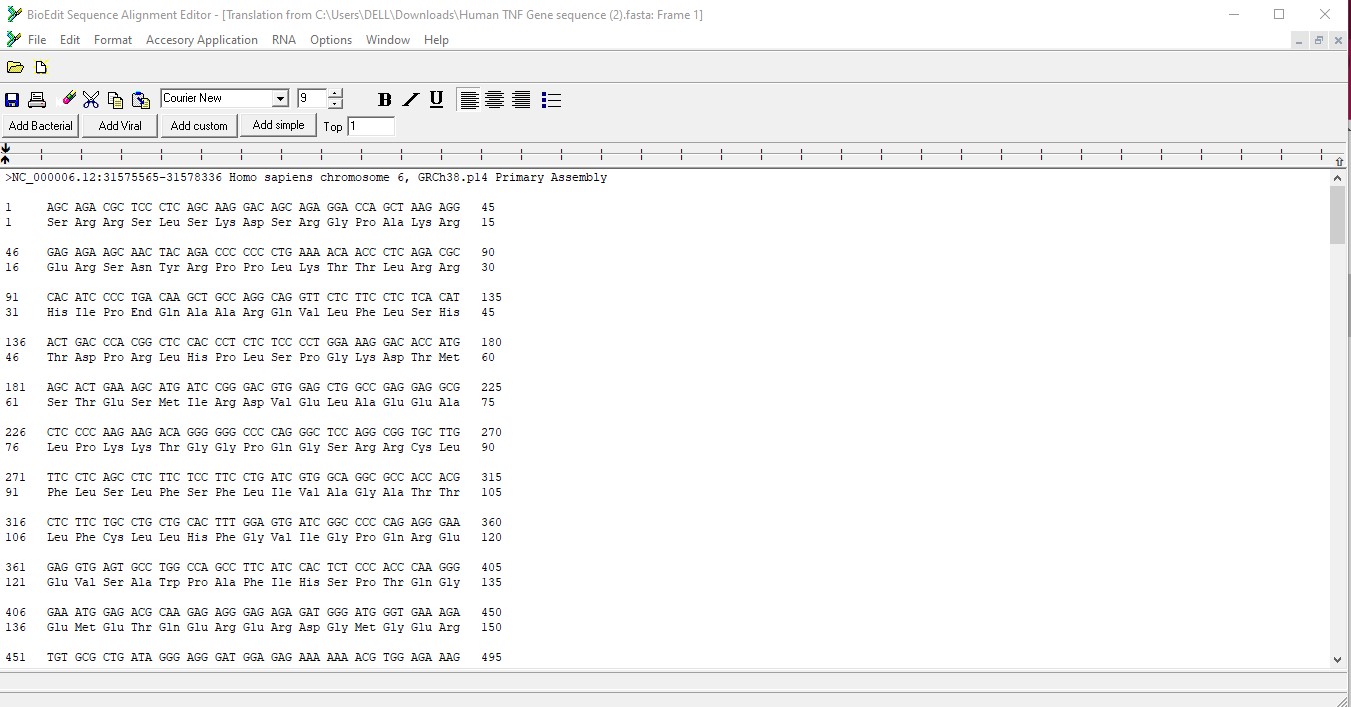 BioEdit Sequence Alignment Editor - [Translation from C:\Users\DELL\Downloads\Human TNF Gene sequence (2).fasta: Frame 1]
File Edit Format Accesory Application RNA Options Window Help
Courier New 9 B I U
Add Bacterial Add Viral Add custom Add simple Top 1
>NC_000006.12:31575565-31578336 Homo sapiens chromosome 6, GRCh38.p14 Primary Assembly
1 AGC AGA CGC TCC CTC AGC AAG GAC AGC AGA GGA CCA GCT AAG AGG 45
1 Ser Arg Arg Ser Leu Ser Lys Asp Ser Arg Gly Pro Ala Lys Arg 15
46 GAG AGA AGC AAC TAC AGA CCC CCC CTG AAA ACA ACC CTC AGA CGC 90
16 Glu Arg Ser Asn Tyr Arg Pro Pro Leu Lys Thr Thr Leu Arg Arg 30
91 CAC ATC CCC TGA CAA GCT GCC AGG CAG GTT CTC TTC CTC TCA CAT 135
31 His Ile Pro End Gln Ala Ala Arg Gln Val Leu Phe Leu Ser His 45
136 ACT GAC CCA CGG CTC CAC CCT CTC TCC CCT GGA AAG GAC ACC ATG 180
46 Thr Asp Pro Arg Leu His Pro Leu Ser Pro Gly Lys Asp Thr Met 60
181 AGC ACT GAA AGC ATG ATC CGG GAC GTG GAG CTG GCC GAG GAG GCG 225
61 Ser Thr Glu Ser Met Ile Arg Asp Val Glu Leu Ala Glu Glu Ala 75
226 CTC CCC AAG AAG ACA GGG GGG CCC CAG GGC TCC AGG CGG TGC TTG 270
76 Leu Pro Lys Lys Thr Gly Gly Pro Gln Gly Ser Arg Arg Cys Leu 90
271 TTC CTC AGC CTC TTC TCC TTC CTG ATC GTG GCA GGC GCC ACC ACG 315
91 Phe Leu Ser Leu Phe Ser Phe Leu Ile Val Ala Gly Ala Thr Thr 105
316 CTC TTC TGC CTG CTG CAC TTT GGA GTG ATC GGC CCC CAG AGG GAA 360
106 Leu Phe Cys Leu Leu His Phe Gly Val Ile Gly Pro Gln Arg Glu 120
361 GAG GTG AGT GCC TGG CCA GCC TTC ATC CAC TCT CCC ACC CAA GGG 405
121 Glu Val Ser Ala Trp Pro Ala Phe Ile His Ser Pro Thr Gln Gly 135
406 GAA ATG GAG ACG CAA GAG AGG GAG AGA GAT GGG ATG GGT GAA AGA 450
136 Glu Met Glu Thr Gln Glu Arg Glu Arg Asp Gly Met Gly Glu Arg 150
451 TGT GCG CTG ATA GGG AGG GAT GGA GAG AAA AAA ACG TGG AGA AAG 495